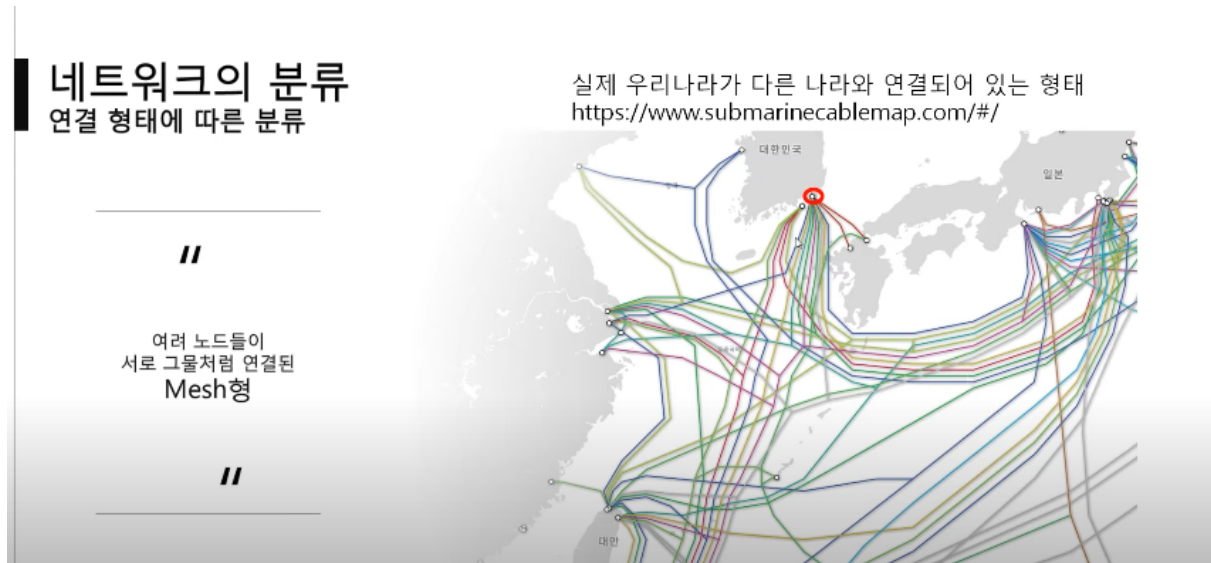 네트워크의 분류
연결 형태에 따른 분류
"
여려 노드들이
서로 그물처럼 연결된
Mesh형
"
실제 우리나라가 다른 나라와 연결되어 있는 형태
https://www.submarinecablemap.com/#/
대한민국
일본
대만